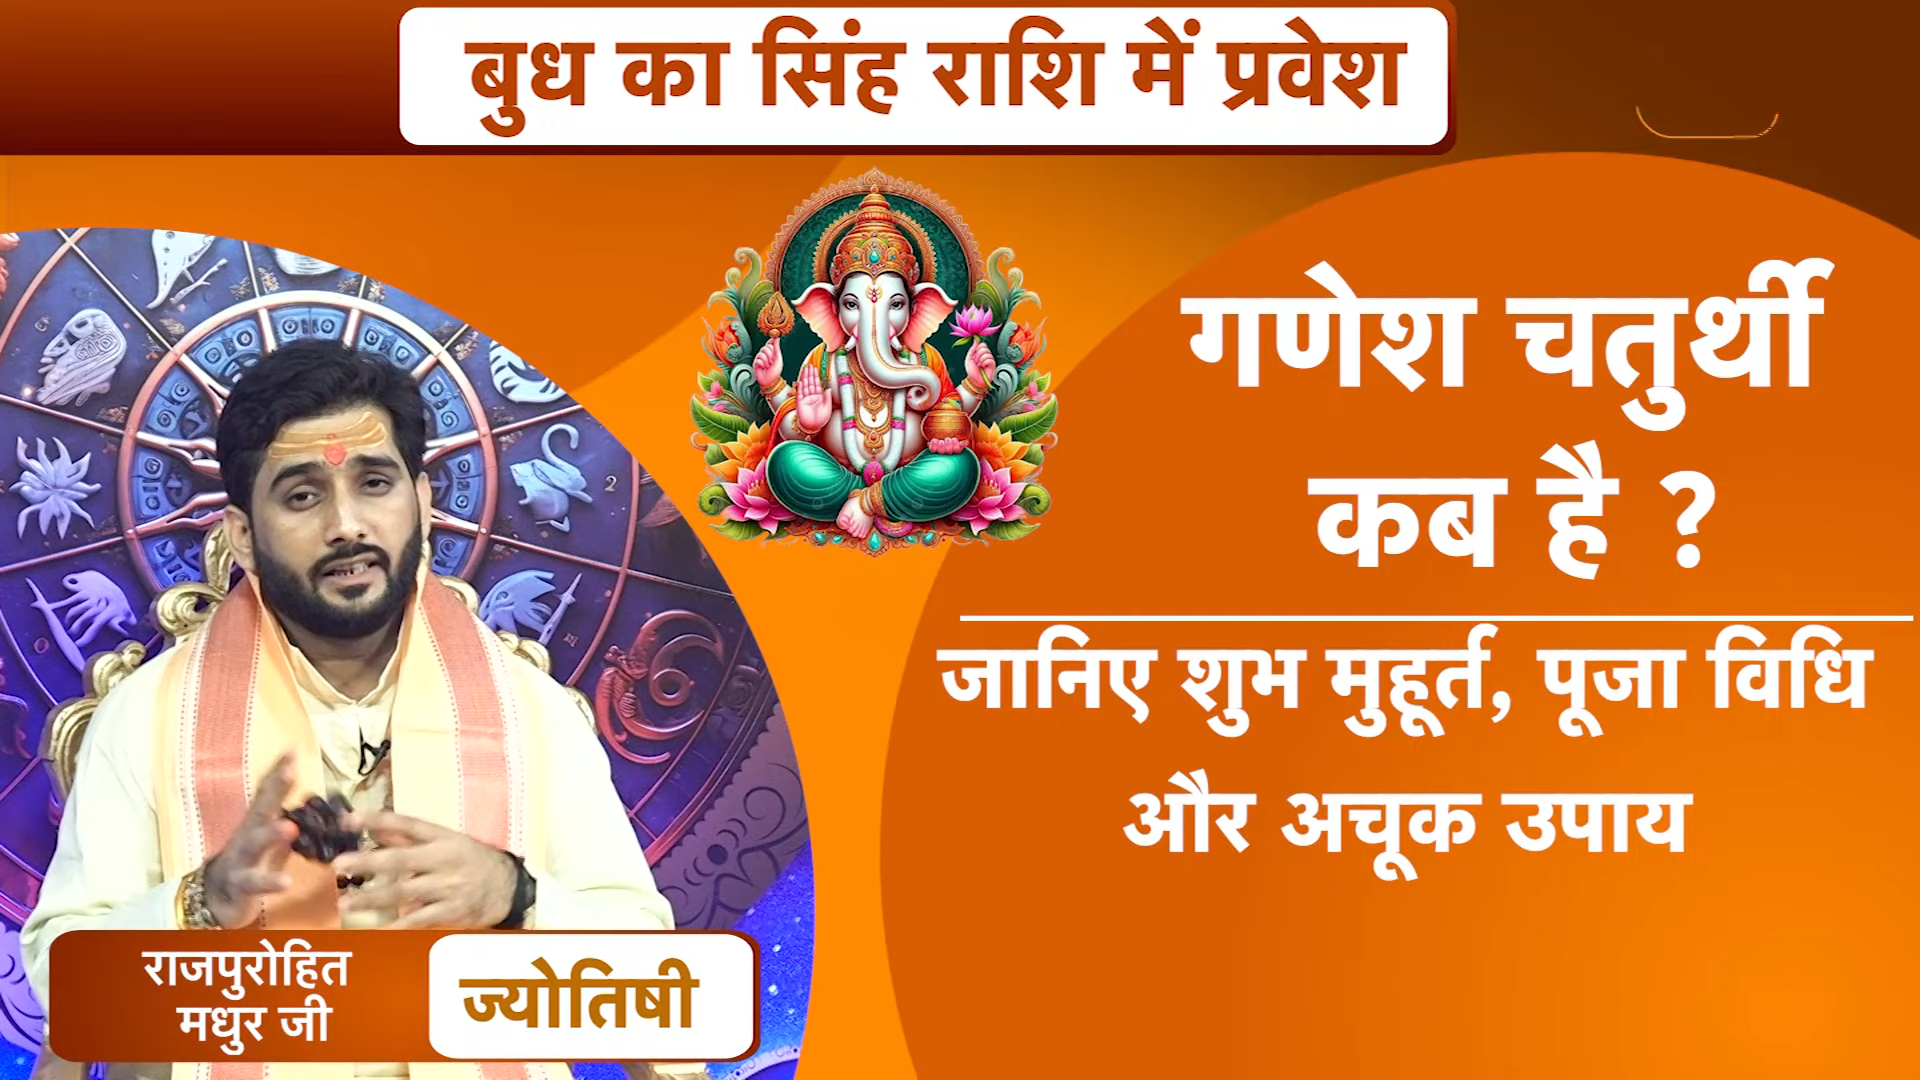 बुध का सिंह राशि में प्रवेश
गणेश चतुर्थी
कब है ?
जानिए शुभ मुहूर्त, पूजा विधि
और अचूक उपाय
राजपुरोहित
मधुर जी
ज्योतिषी